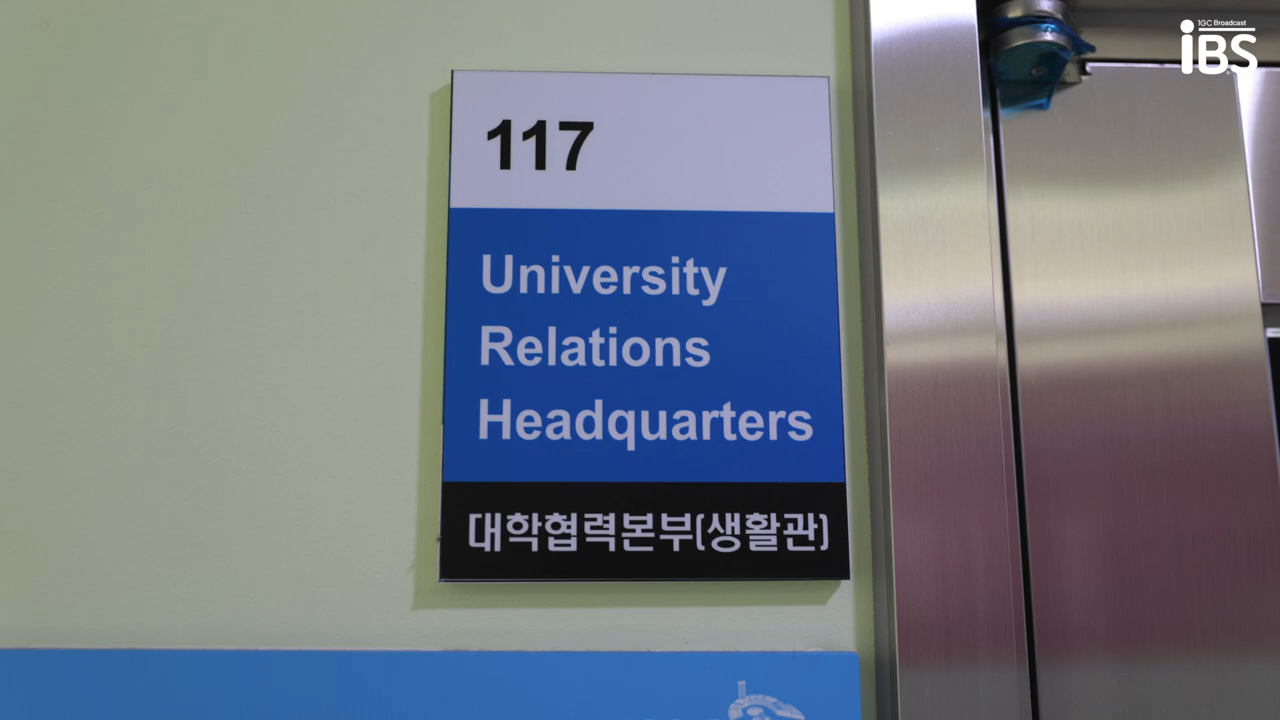 IGC Broadcast
iBS
117
University
Relations
Headquarters
대학협력본부(생활관)